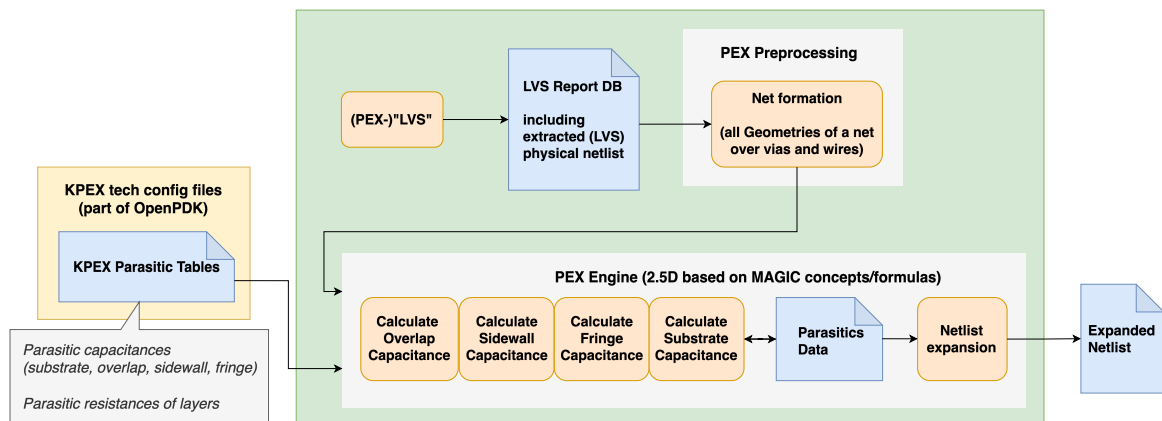 PEX Preprocessing
(PEX-)"LVS"
LVS Report DB
including
extracted (LVS)
physical netlist
Net formation
(all Geometries of a net
over vias and wires)
KPEX tech config files
(part of OpenPDK)
KPEX Parasitic Tables
Parasitic capacitances
(substrate, overlap, sidewall, fringe)
Parasitic resistances of layers
PEX Engine (2.5D based on MAGIC concepts/formulas)
Calculate
Overlap
Capacitance
Calculate
Sidewall
Capacitance
Calculate
Fringe
Capacitance
Calculate
Substrate
Capacitance
Parasitics
Data
Netlist
expansion
Expanded
Netlist